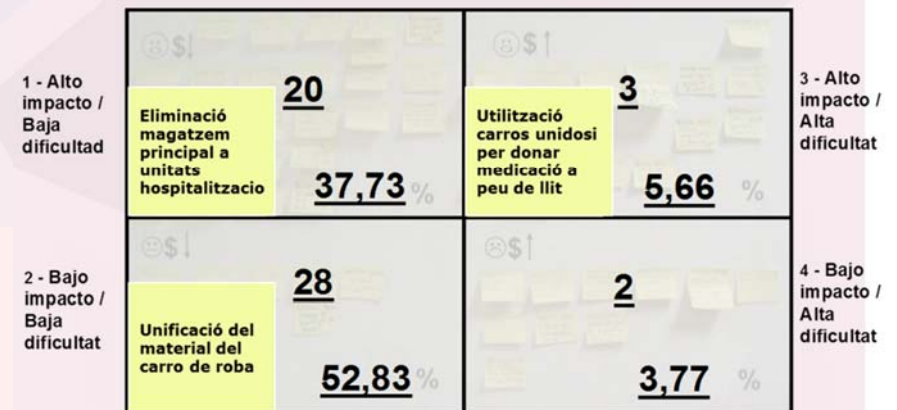 1 - Alto
impacto /
Baja
dificultad
$↓
20
Eliminació
magatzem
principal a
unitats
hospitalitzacio
37,73 %
$↑
3
Utilització
carros unidosi
per donar
medicació a
peu de llit
5,66 %
3 - Alto
impacto /
Alta
dificultat
2 - Bajo
impacto /
Baja
dificultat
$↓
28
Unificació del
material del
carro de roba
52,83 %
$↑
2
3,77 %
4 - Bajo
impacto /
Alta
dificultat